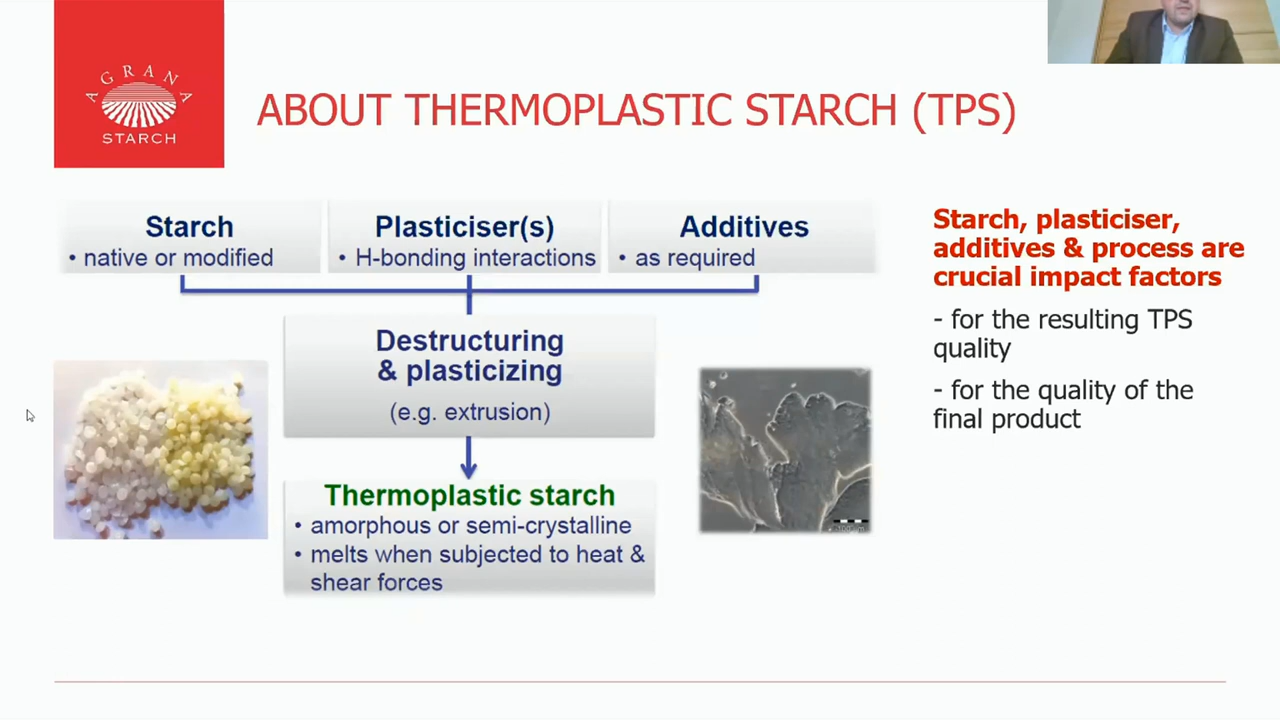 AGRANA
STARCH
ABOUT THERMOPLASTIC STARCH (TPS)
Starch
• native or modified
Plasticiser(s)
• H-bonding interactions
Additives
• as required
Destructuring
& plasticizing
(e.g. extrusion)
Thermoplastic starch
• amorphous or semi-crystalline
• melts when subjected to heat &
shear forces
Starch, plasticiser,
additives & process are
crucial impact factors
- for the resulting TPS
quality
- for the quality of the
final product